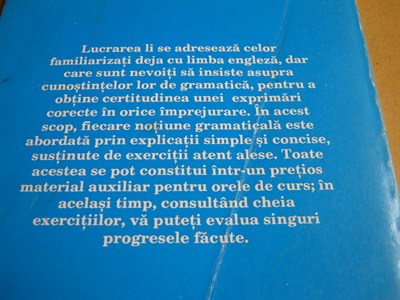 Lucrarea li se adresează celor
familiarizați deja cu limba engleză, dar
care sunt nevoiți să insiste asupra
cunoștințelor lor de gramatică, pentru a
obține certitudinea unei exprimări
corecte în orice împrejurare. În acest
scop, fiecare noțiune gramaticală este
abordată prin explicații simple și concise,
susținute de exerciții atent alese. Toate
acestea se pot constitui într-un prețios
material auxiliar pentru orele de curs; în
același timp, consultând cheia
exercițiilor, vă puteți evalua singuri
progresele făcute.